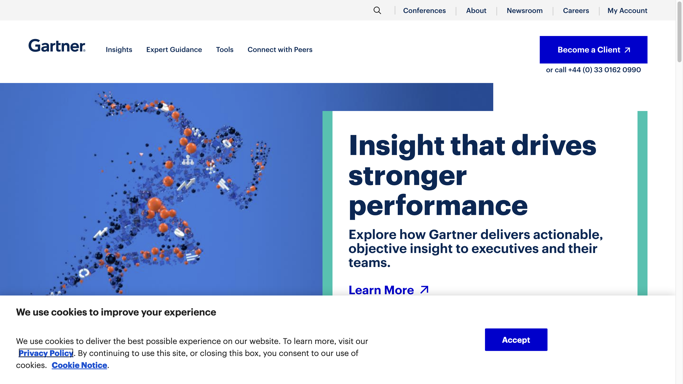 Conferences
About
Newsroom
Careers
My Account
Gartner
Insights
Expert Guidance
Tools
Connect with Peers
Become a Client
or call +44 (0) 33 0162 0990
Insight that drives
stronger
performance
Explore how Gartner delivers actionable,
objective insight to executives and their
teams.
Learn More
We use cookies to improve your experience
We use cookies to deliver the best possible experience on our website. To learn more, visit our
Privacy Policy. By continuing to use this site, or closing this box, you consent to our use of
cookies. Cookie Notice.
Accept